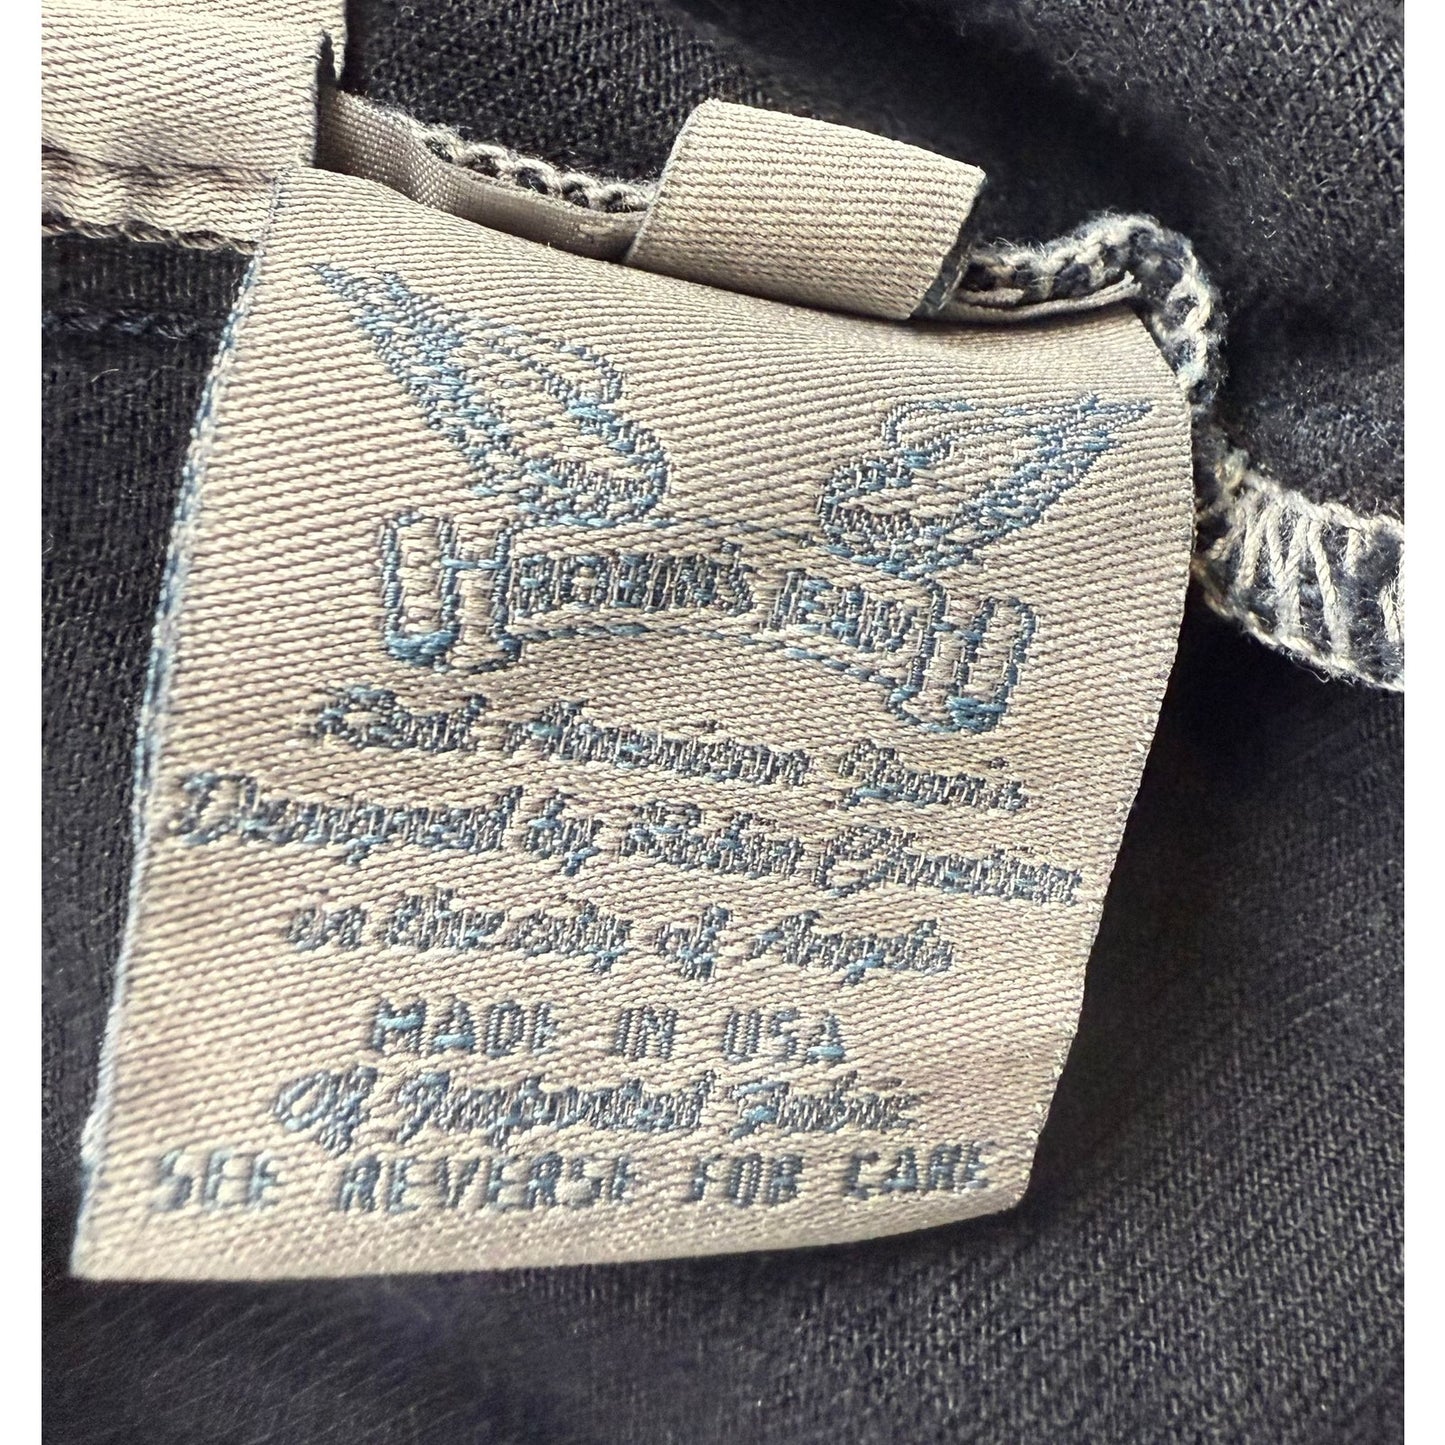 ROBIN'S JEAN
Real American Jean's
Designed by Robin Chretien
in the city of Angels
MADE IN USA
Of Imported Fabric
SEE REVERSE FOR CARE